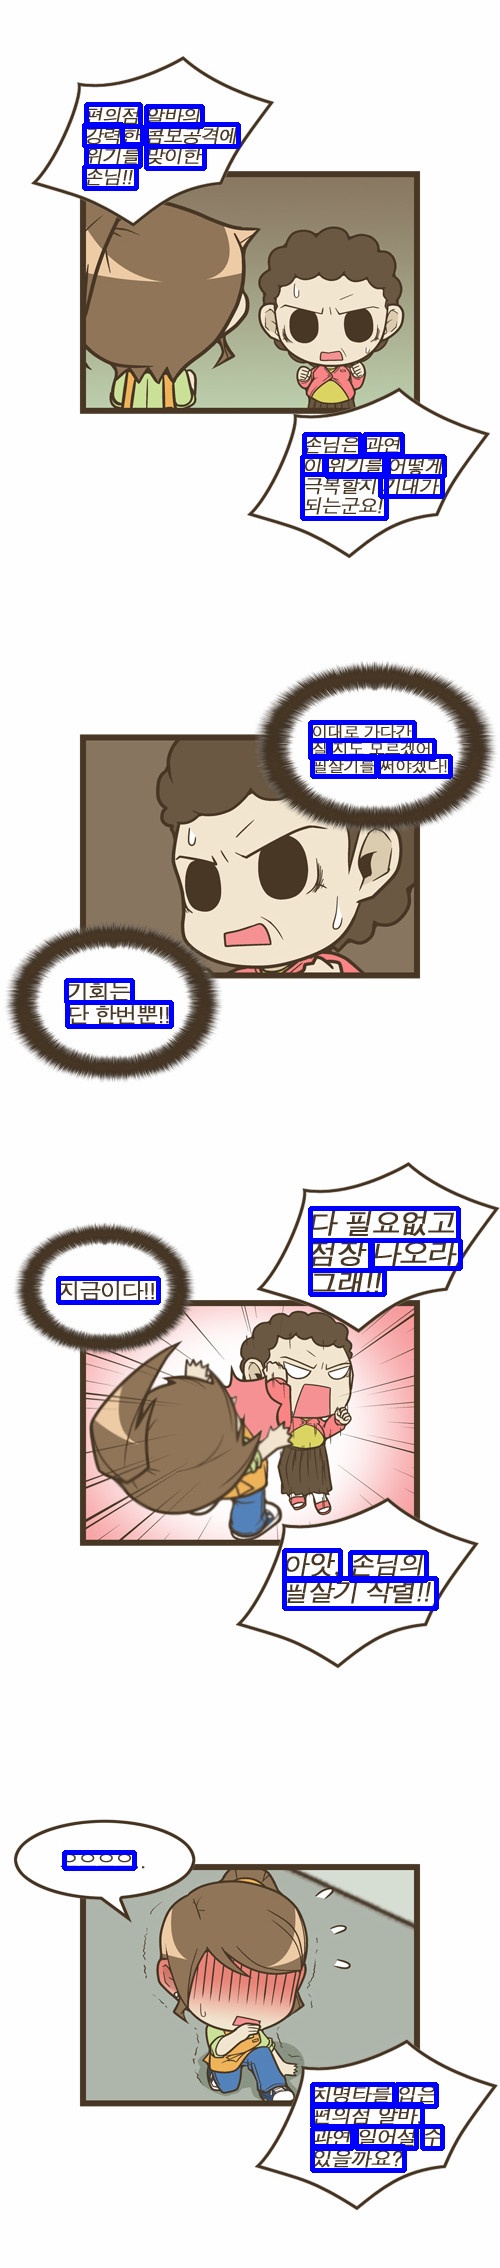 편의점 알바의
강력한 콤보공격에
위기를 맞이한
손님!!
손님은 과연
이 위기를 어떻게
극복할지 기대가
되는군요!
이대로 가다간
질지도 모르겠어
필살기를 써야겠다!
기회는
단 한번뿐!!
다 필요없고
점장 나오라
그래!!
지금이다!!
아앗, 손님의
필살기 작렬!!
지명타를 입은
편의점 알바,
과연 일어설 수
있을까요?